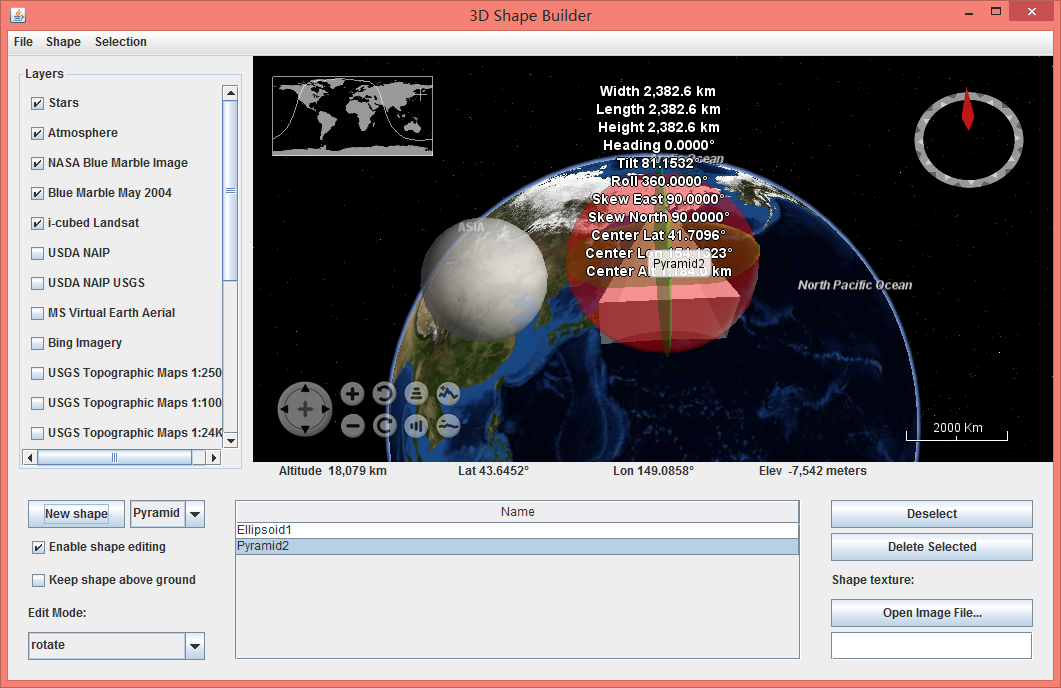 3D Shape Builder
File Shape Selection
Layers
Stars
Atmosphere
NASA Blue Marble Image
Blue Marble May 2004
i-cubed Landsat
USDA NAIP
USDA NAIP USGS
MS Virtual Earth Aerial
Bing Imagery
USGS Topographic Maps 1:250
USGS Topographic Maps 1:100
USGS Topographic Maps 1:24K
Width 2,382.6 km
Length 2,382.6 km
Height 2,382.6 km
Heading 0.0000°
Tilt 81.1532°
Roll 360.0000°
Skew East 90.0000°
Skew North 90.0000°
Center Lat 41.7096°
Center Lon 154.1323°
Center Alt km
Pyramid2
Ocean
ASIA
North Pacific Ocean
2000 Km
Altitude 18,079 km Lat 43.6452° Lon 149.0858° Elev -7,542 meters
New shape Pyramid
Enable shape editing
Keep shape above ground
Edit Mode:
rotate
Name
Ellipsoid1
Pyramid2
Deselect
Delete Selected
Shape texture:
Open Image File...